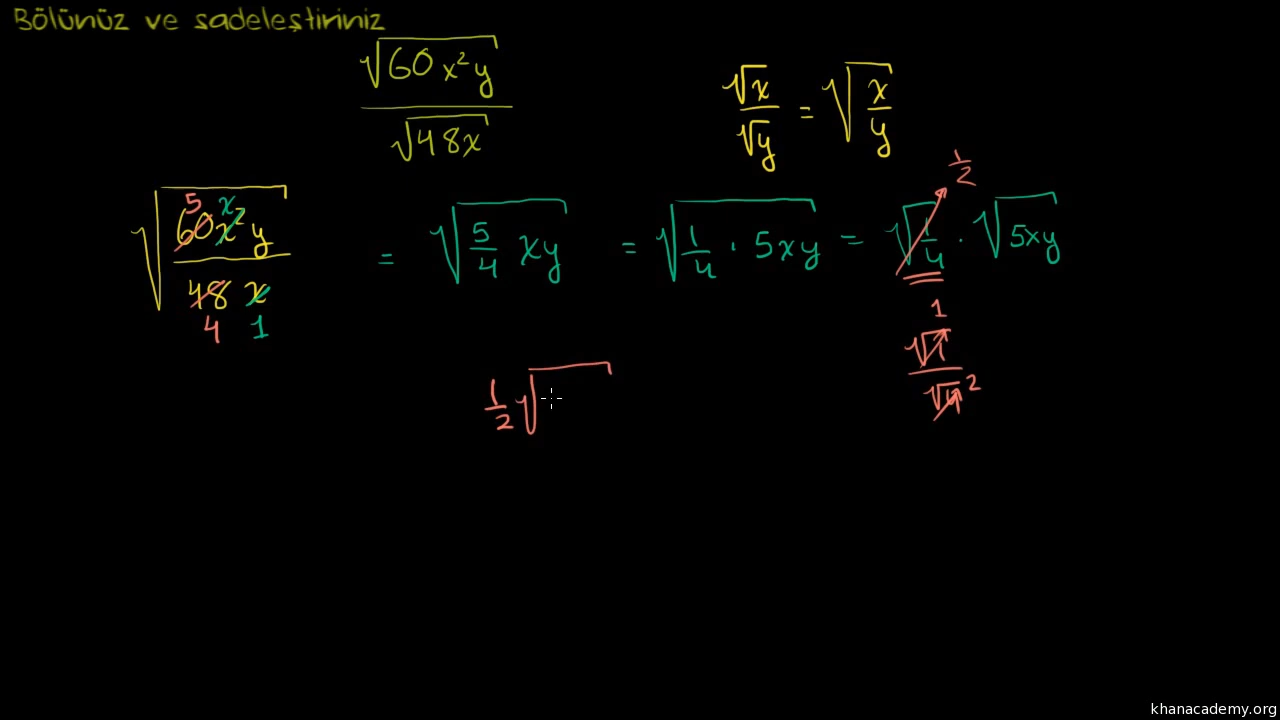 Bölünüz ve sadeleştiriniz
√(60x²y) / √(48x)
√x / √y = √(x/y)
√(60x²y / 48x) = √(5/4 xy) = √(1/4 · 5xy) = √(1/4) · √(5xy)
5 x
4 1
1/2
1
√1 / √4 2
1/2 √
khanacademy.org